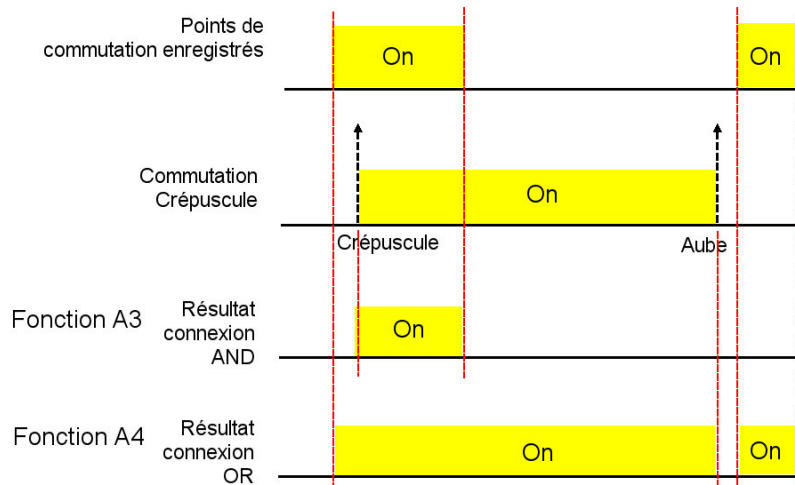 Points de
commutation enregistrés
On
On
Commutation
Crépuscule
On
Crépuscule
Aube
Fonction A3
Résultat
connexion
AND
On
Fonction A4
Résultat
connexion
OR
On
On